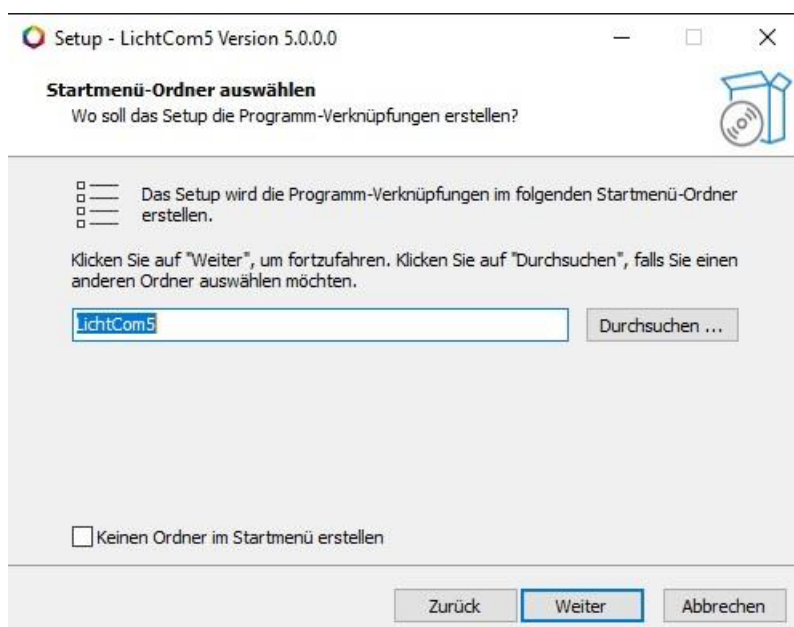 Setup - LichtCom5 Version 5.0.0.0
Startmenü-Ordner auswählen
Wo soll das Setup die Programm-Verknüpfungen erstellen?
Das Setup wird die Programm-Verknüpfungen im folgenden Startmenü-Ordner
erstellen.
Klicken Sie auf "Weiter", um fortzufahren. Klicken Sie auf "Durchsuchen", falls Sie einen
anderen Ordner auswählen möchten.
LichtCom5
Durchsuchen ...
Keinen Ordner im Startmenü erstellen
Zurück
Weiter
Abbrechen